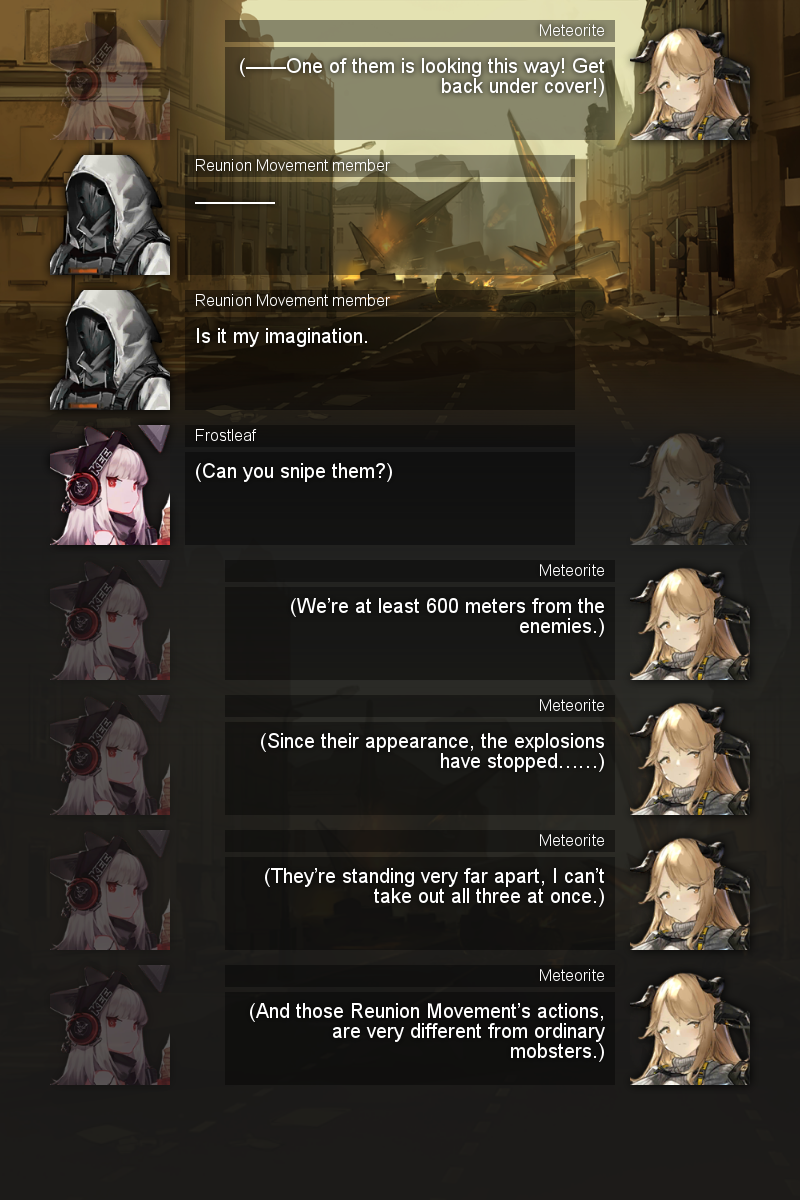 Meteorite
(——One of them is looking this way! Get
back under cover!)
Reunion Movement member
————
Reunion Movement member
Is it my imagination.
Frostleaf
(Can you snipe them?)
Meteorite
(We're at least 600 meters from the
enemies.)
Meteorite
(Since their appearance, the explosions
have stopped……)
Meteorite
(They're standing very far apart, I can't
take out all three at once.)
Meteorite
(And those Reunion Movement's actions,
are very different from ordinary
mobsters.)